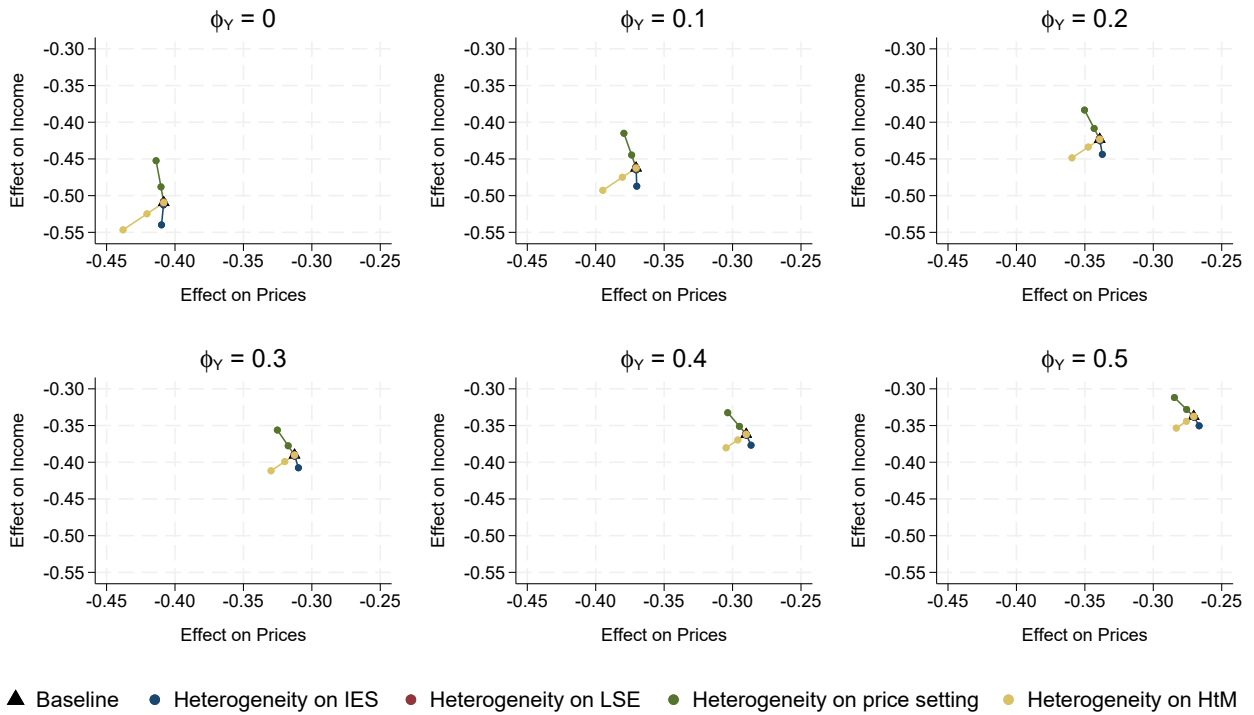 ϕY = 0
ϕY = 0.1
ϕY = 0.2
-0.30
-0.35
-0.40
-0.45
-0.50
-0.55
Effect on Income
-0.45 -0.40 -0.35 -0.30 -0.25
Effect on Prices
-0.30
-0.35
-0.40
-0.45
-0.50
-0.55
Effect on Income
-0.45 -0.40 -0.35 -0.30 -0.25
Effect on Prices
-0.30
-0.35
-0.40
-0.45
-0.50
-0.55
Effect on Income
-0.45 -0.40 -0.35 -0.30 -0.25
Effect on Prices
ϕY = 0.3
ϕY = 0.4
ϕY = 0.5
-0.30
-0.35
-0.40
-0.45
-0.50
-0.55
Effect on Income
-0.45 -0.40 -0.35 -0.30 -0.25
Effect on Prices
-0.30
-0.35
-0.40
-0.45
-0.50
-0.55
Effect on Income
-0.45 -0.40 -0.35 -0.30 -0.25
Effect on Prices
-0.30
-0.35
-0.40
-0.45
-0.50
-0.55
Effect on Income
-0.45 -0.40 -0.35 -0.30 -0.25
Effect on Prices
Baseline Heterogeneity on IES Heterogeneity on LSE Heterogeneity on price setting Heterogeneity on HtM